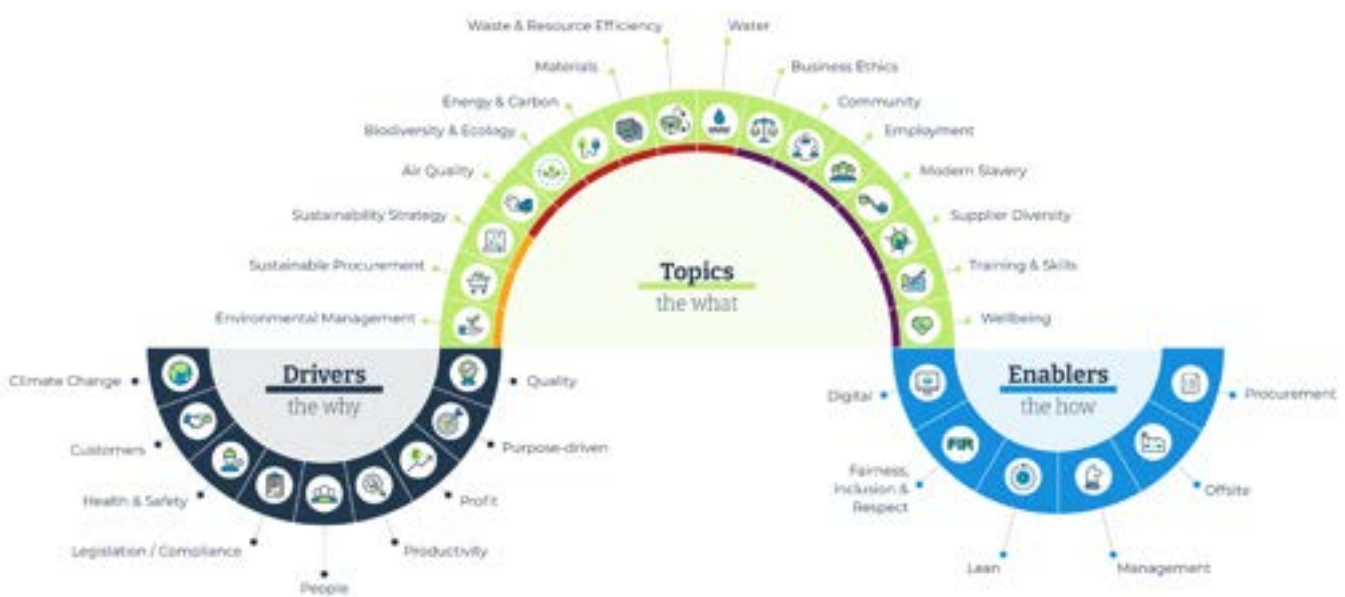 Waste & Resource Efficiency
Water
Materials
Business Ethics
Energy & Carbon
Community
Biodiversity & Ecology
Employment
Air Quality
Modern Slavery
Sustainability Strategy
Supplier Diversity
Sustainable Procurement
Training & Skills
Environmental Management
Wellbeing
Topics
the what
Drivers
the why
Climate Change
Quality
Customers
Purpose-driven
Health & Safety
Profit
Legislation / Compliance
Productivity
People
Enablers
the how
Digital
Procurement
FIR
Fairness,
Inclusion &
Respect
Offsite
Lean
Management